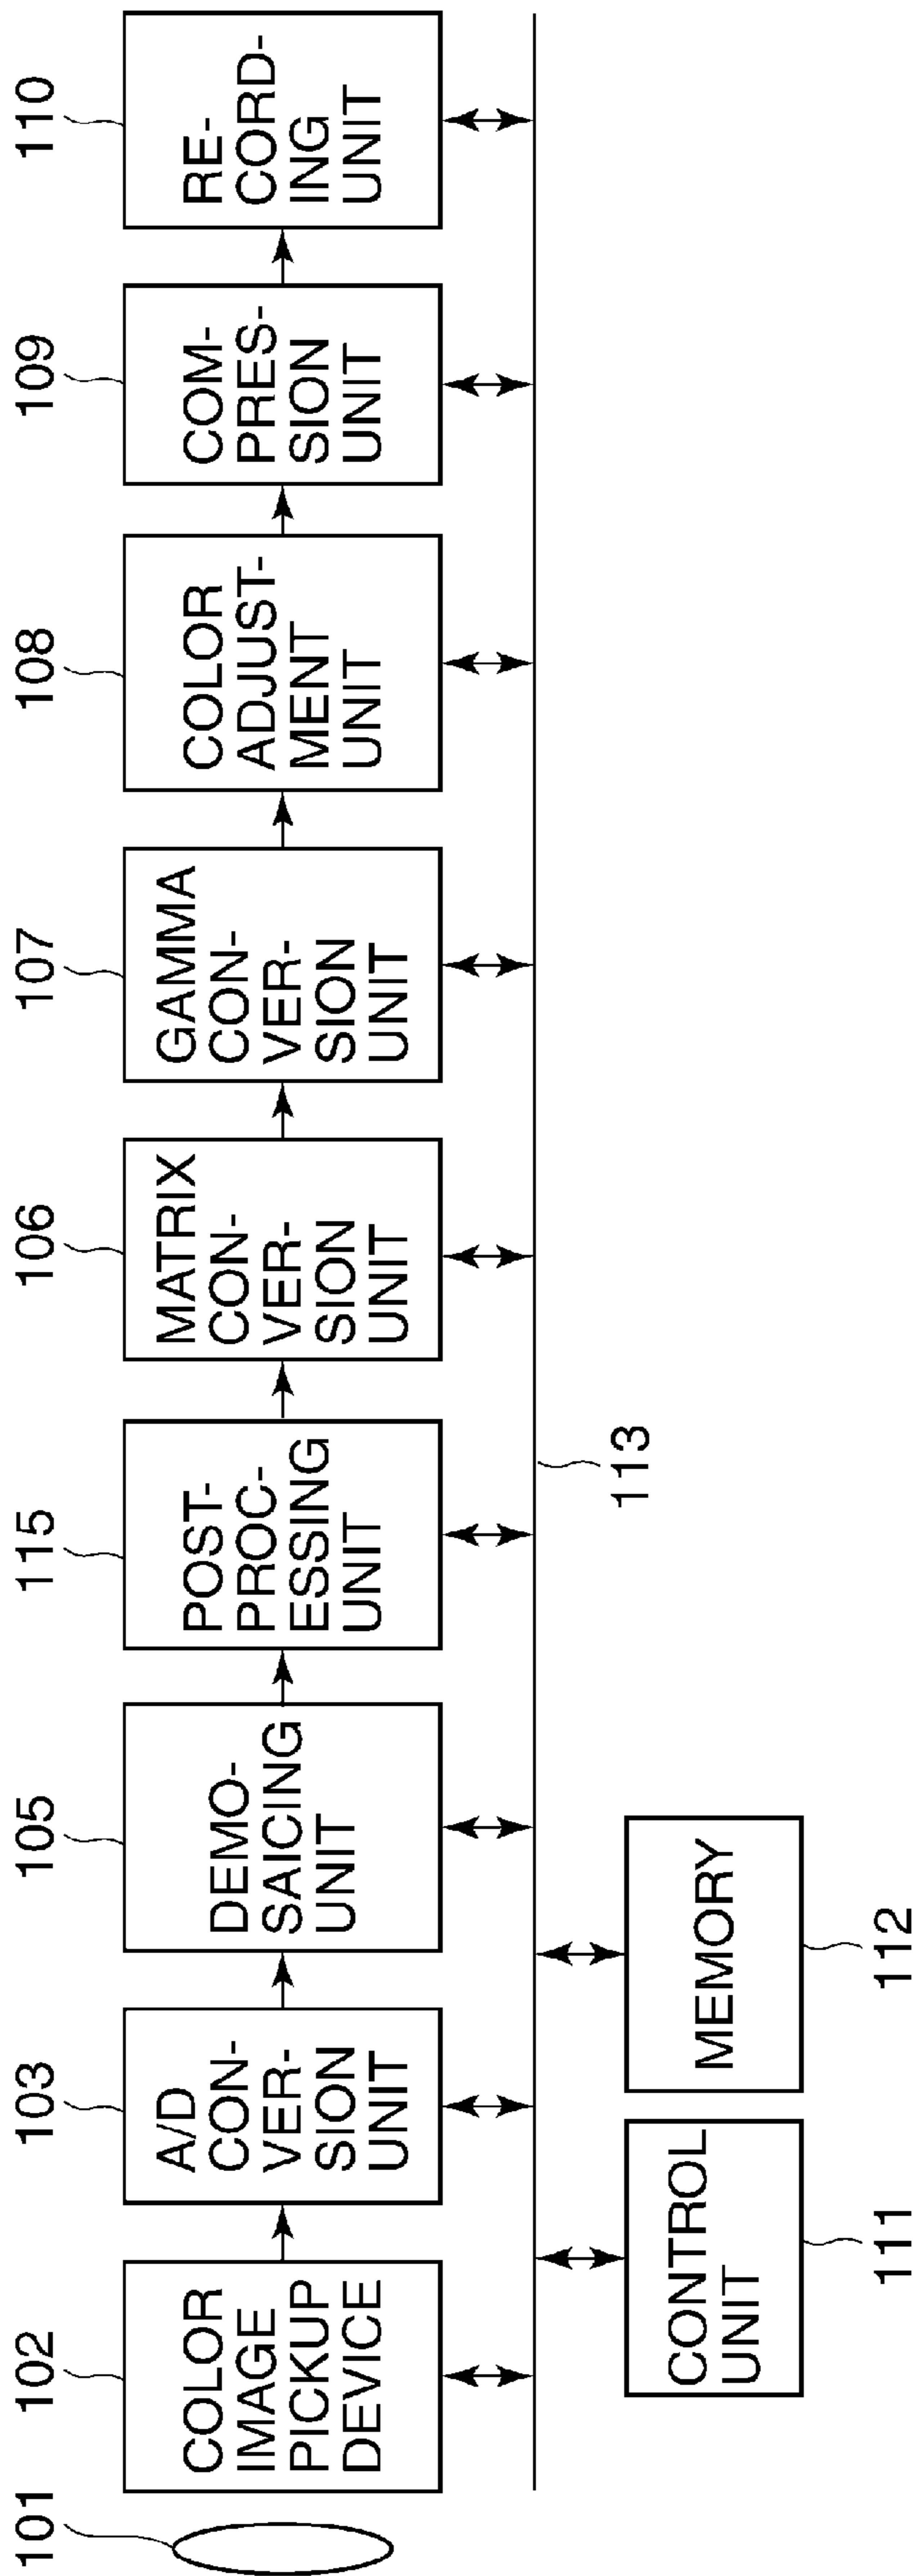 101
102
103
105
115
106
107
108
109
110
COLOR
IMAGE
PICKUP
DEVICE
A/D
CON-
VER-
SION
UNIT
DEMO-
SAICING
UNIT
POST-
PROC-
ESSING
UNIT
MATRIX
CON-
VER-
SION
UNIT
GAMMA
CON-
VER-
SION
UNIT
COLOR
ADJUST-
MENT
UNIT
COM-
PRES-
SION
UNIT
RE-
CORD-
ING
UNIT
113
CONTROL
UNIT
MEMORY
111
112